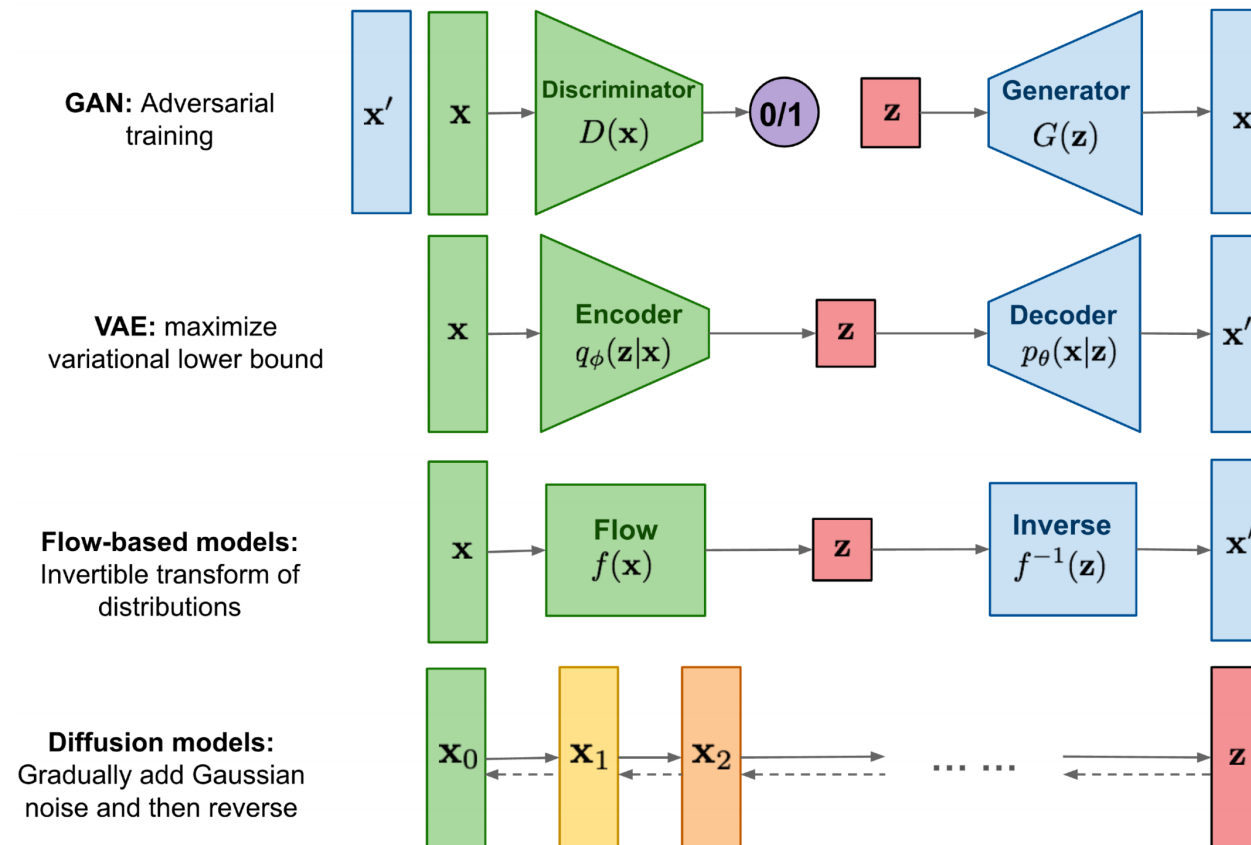 GAN: Adversarial
training
x′
x
Discriminator
D(x)
0/1
z
Generator
G(z)
x
VAE: maximize
variational lower bound
x
Encoder
qϕ(z|x)
z
Decoder
pθ(x|z)
x′
Flow-based models:
Invertible transform of
distributions
x
Flow
f(x)
z
Inverse
f⁻¹(z)
x′
Diffusion models:
Gradually add Gaussian
noise and then reverse
x₀
x₁
x₂
... ...
z